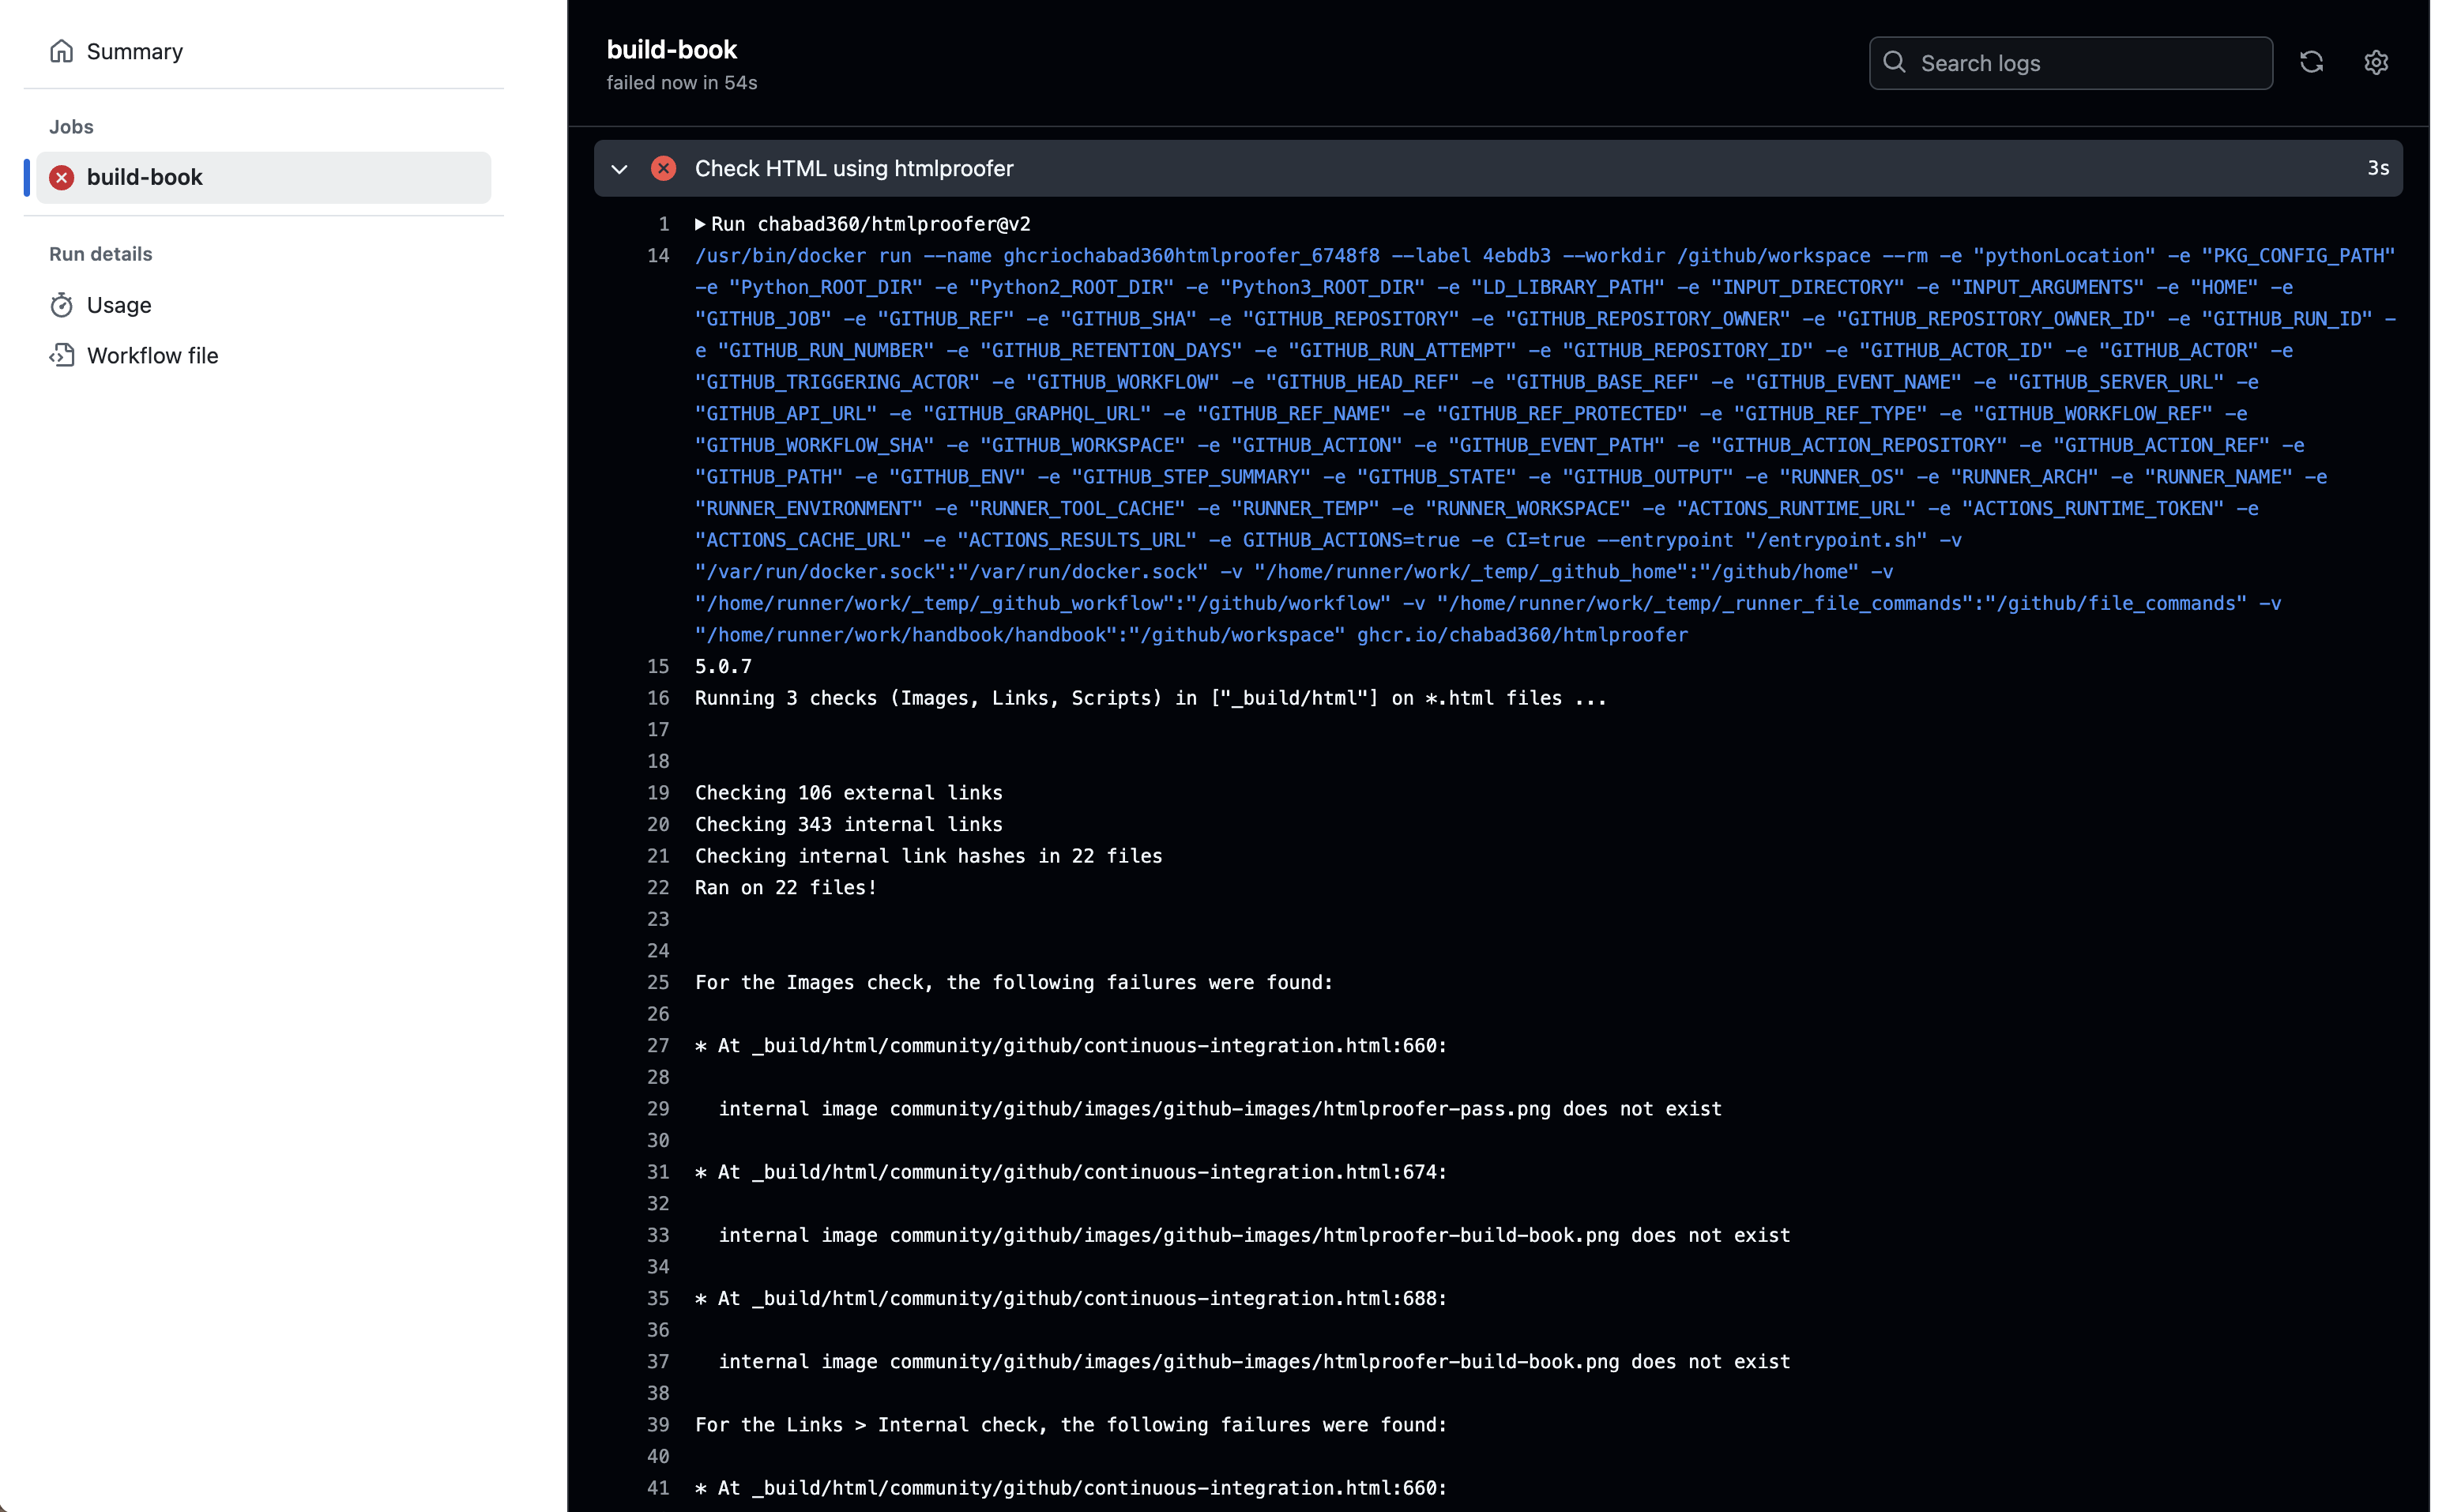 Summary
Jobs
build-book
Run details
Usage
Workflow file
build-book
failed now in 54s
Search logs
Check HTML using htmlproofer
3s
1 Run chabad360/htmlproofer@v2
14 /usr/bin/docker run --name ghcriochabad360htmlproofer_6748f8 --label 4ebdb3 --workdir /github/workspace --rm -e "pythonLocation" -e "PKG_CONFIG_PATH"
-e "Python_ROOT_DIR" -e "Python2_ROOT_DIR" -e "Python3_ROOT_DIR" -e "LD_LIBRARY_PATH" -e "INPUT_DIRECTORY" -e "INPUT_ARGUMENTS" -e "HOME" -e
"GITHUB_JOB" -e "GITHUB_REF" -e "GITHUB_SHA" -e "GITHUB_REPOSITORY" -e "GITHUB_REPOSITORY_OWNER" -e "GITHUB_REPOSITORY_OWNER_ID" -e "GITHUB_RUN_ID" -
e "GITHUB_RUN_NUMBER" -e "GITHUB_RETENTION_DAYS" -e "GITHUB_RUN_ATTEMPT" -e "GITHUB_REPOSITORY_ID" -e "GITHUB_ACTOR_ID" -e "GITHUB_ACTOR" -e
"GITHUB_TRIGGERING_ACTOR" -e "GITHUB_WORKFLOW" -e "GITHUB_HEAD_REF" -e "GITHUB_BASE_REF" -e "GITHUB_EVENT_NAME" -e "GITHUB_SERVER_URL" -e
"GITHUB_API_URL" -e "GITHUB_GRAPHQL_URL" -e "GITHUB_REF_NAME" -e "GITHUB_REF_PROTECTED" -e "GITHUB_REF_TYPE" -e "GITHUB_WORKFLOW_REF" -e
"GITHUB_WORKFLOW_SHA" -e "GITHUB_WORKSPACE" -e "GITHUB_ACTION" -e "GITHUB_EVENT_PATH" -e "GITHUB_ACTION_REPOSITORY" -e "GITHUB_ACTION_REF" -e
"GITHUB_PATH" -e "GITHUB_ENV" -e "GITHUB_STEP_SUMMARY" -e "GITHUB_STATE" -e "GITHUB_OUTPUT" -e "RUNNER_OS" -e "RUNNER_ARCH" -e "RUNNER_NAME" -e
"RUNNER_ENVIRONMENT" -e "RUNNER_TOOL_CACHE" -e "RUNNER_TEMP" -e "RUNNER_WORKSPACE" -e "ACTIONS_RUNTIME_URL" -e "ACTIONS_RUNTIME_TOKEN" -e
"ACTIONS_CACHE_URL" -e "ACTIONS_RESULTS_URL" -e GITHUB_ACTIONS=true -e CI=true --entrypoint "/entrypoint.sh" -v
"/var/run/docker.sock":"/var/run/docker.sock" -v "/home/runner/work/_temp/_github_home":"/github/home" -v
"/home/runner/work/_temp/_github_workflow":"/github/workflow" -v "/home/runner/work/_temp/_runner_file_commands":"/github/file_commands" -v
"/home/runner/work/handbook/handbook":"/github/workspace" ghcr.io/chabad360/htmlproofer
15 5.0.7
16 Running 3 checks (Images, Links, Scripts) in ["_build/html"] on *.html files ...
17
18
19 Checking 106 external links
20 Checking 343 internal links
21 Checking internal link hashes in 22 files
22 Ran on 22 files!
23
24
25 For the Images check, the following failures were found:
26
27 * At _build/html/community/github/continuous-integration.html:660:
28
29 internal image community/github/images/github-images/htmlproofer-pass.png does not exist
30
31 * At _build/html/community/github/continuous-integration.html:674:
32
33 internal image community/github/images/github-images/htmlproofer-build-book.png does not exist
34
35 * At _build/html/community/github/continuous-integration.html:688:
36
37 internal image community/github/images/github-images/htmlproofer-build-book.png does not exist
38
39 For the Links > Internal check, the following failures were found:
40
41 * At _build/html/community/github/continuous-integration.html:660: